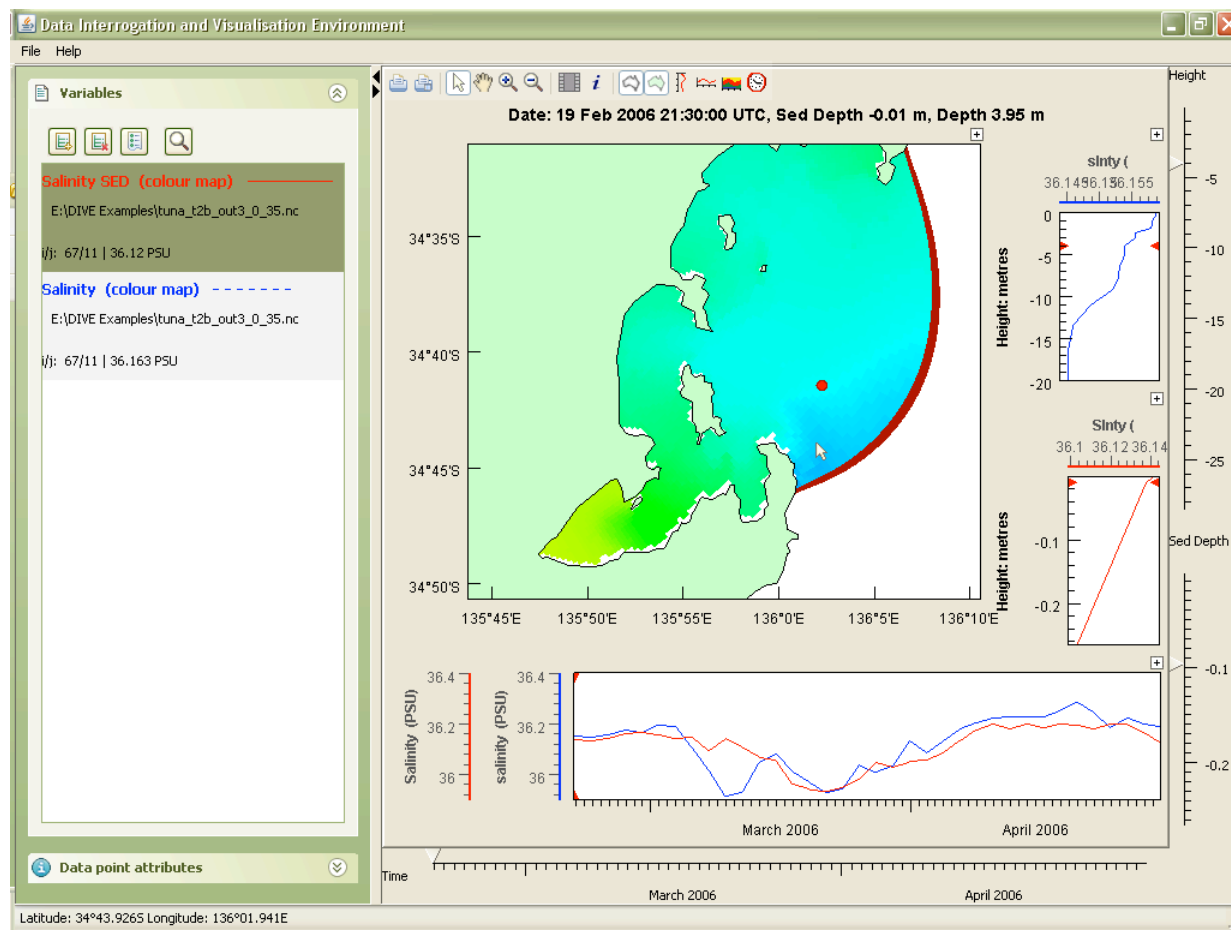 Data Interrogation and Visualisation Environment
File Help
Variables
Salinity SED (colour map)
E:\DIVE Examples\tuna_t2b_out3_0_35.nc
i/j: 67/11 | 36.12 PSU
Salinity (colour map)
E:\DIVE Examples\tuna_t2b_out3_0_35.nc
i/j: 67/11 | 36.163 PSU
Data point attributes
Date: 19 Feb 2006 21:30:00 UTC, Sed Depth -0.01 m, Depth 3.95 m
34°35'S
34°40'S
34°45'S
34°50'S
135°45'E 135°50'E 135°55'E 136°0'E 136°5'E 136°10'E
slnty (
36.155
Height: metres
0
-5
-10
-15
-20
Slnty (
36.1 36.12 36.14
Height: metres
-0.1
-0.2
Height
-5
-10
-15
-20
-25
Sed Depth
-0.1
-0.2
Salinity (PSU)
36.4
36.2
36
salinity (PSU)
36.4
36.2
36
March 2006 April 2006
Time
March 2006 April 2006
Latitude: 34°43.926S Longitude: 136°01.941E